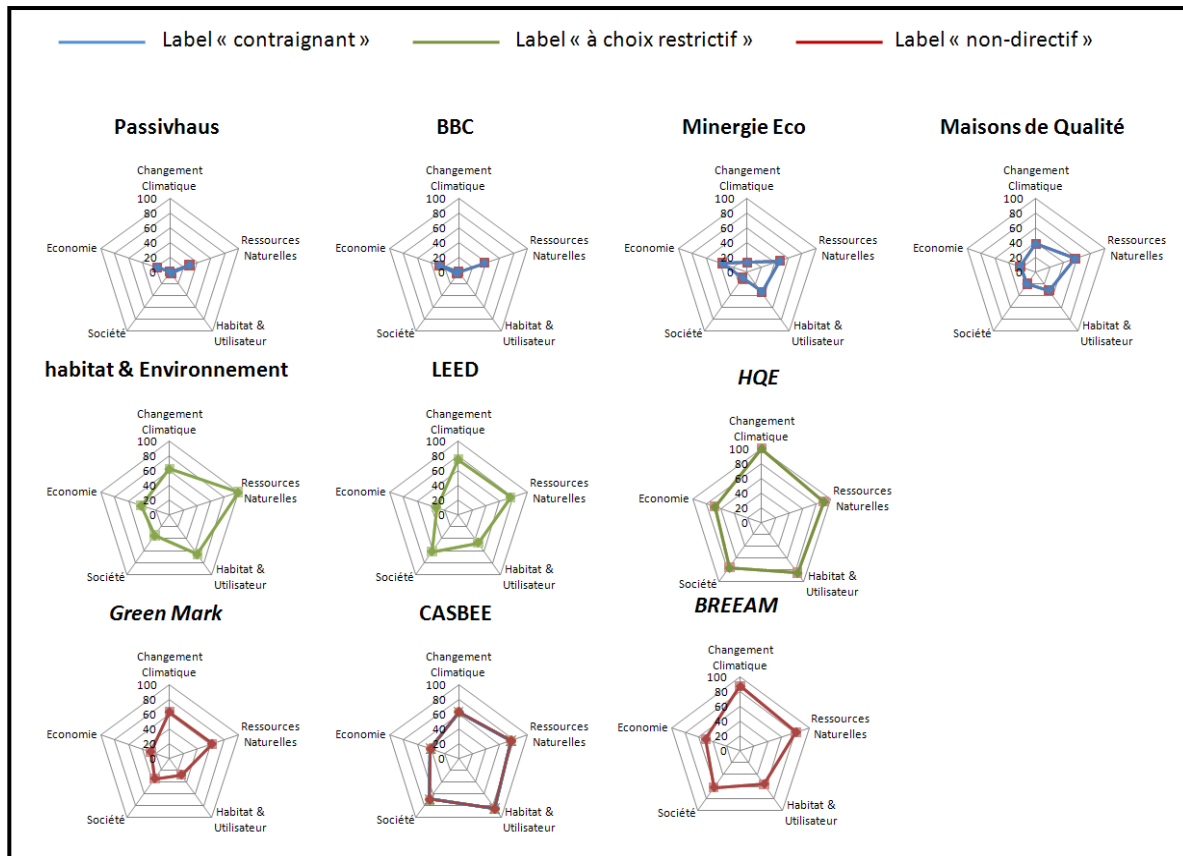 Label « contraignant »
Label « à choix restrictif »
Label « non-directif »
Passivhaus
Changement
Climatique
100
80
60
40
20
0
Ressources
Naturelles
Habitat &
Utilisateur
Société
Economie
BBC
Changement
Climatique
100
80
60
40
20
0
Ressources
Naturelles
Habitat &
Utilisateur
Société
Economie
Minergie Eco
Changement
Climatique
100
80
60
40
20
0
Ressources
Naturelles
Habitat &
Utilisateur
Société
Economie
Maisons de Qualité
Changement
Climatique
100
80
60
40
20
0
Ressources
Naturelles
Habitat &
Utilisateur
Société
Economie
habitat & Environnement
Changement
Climatique
100
80
60
40
20
0
Ressources
Naturelles
Habitat &
Utilisateur
Société
Economie
LEED
Changement
Climatique
100
80
60
40
20
0
Ressources
Naturelles
Habitat &
Utilisateur
Société
Economie
HQE
Changement
Climatique
100
80
60
40
20
0
Ressources
Naturelles
Habitat &
Utilisateur
Société
Economie
Green Mark
Changement
Climatique
100
80
60
40
20
0
Ressources
Naturelles
Habitat &
Utilisateur
Société
Economie
CASBEE
Changement
Climatique
100
80
60
40
20
0
Ressources
Naturelles
Habitat &
Utilisateur
Société
Economie
BREEAM
Changement
Climatique
100
80
60
40
20
0
Ressources
Naturelles
Habitat &
Utilisateur
Société
Economie